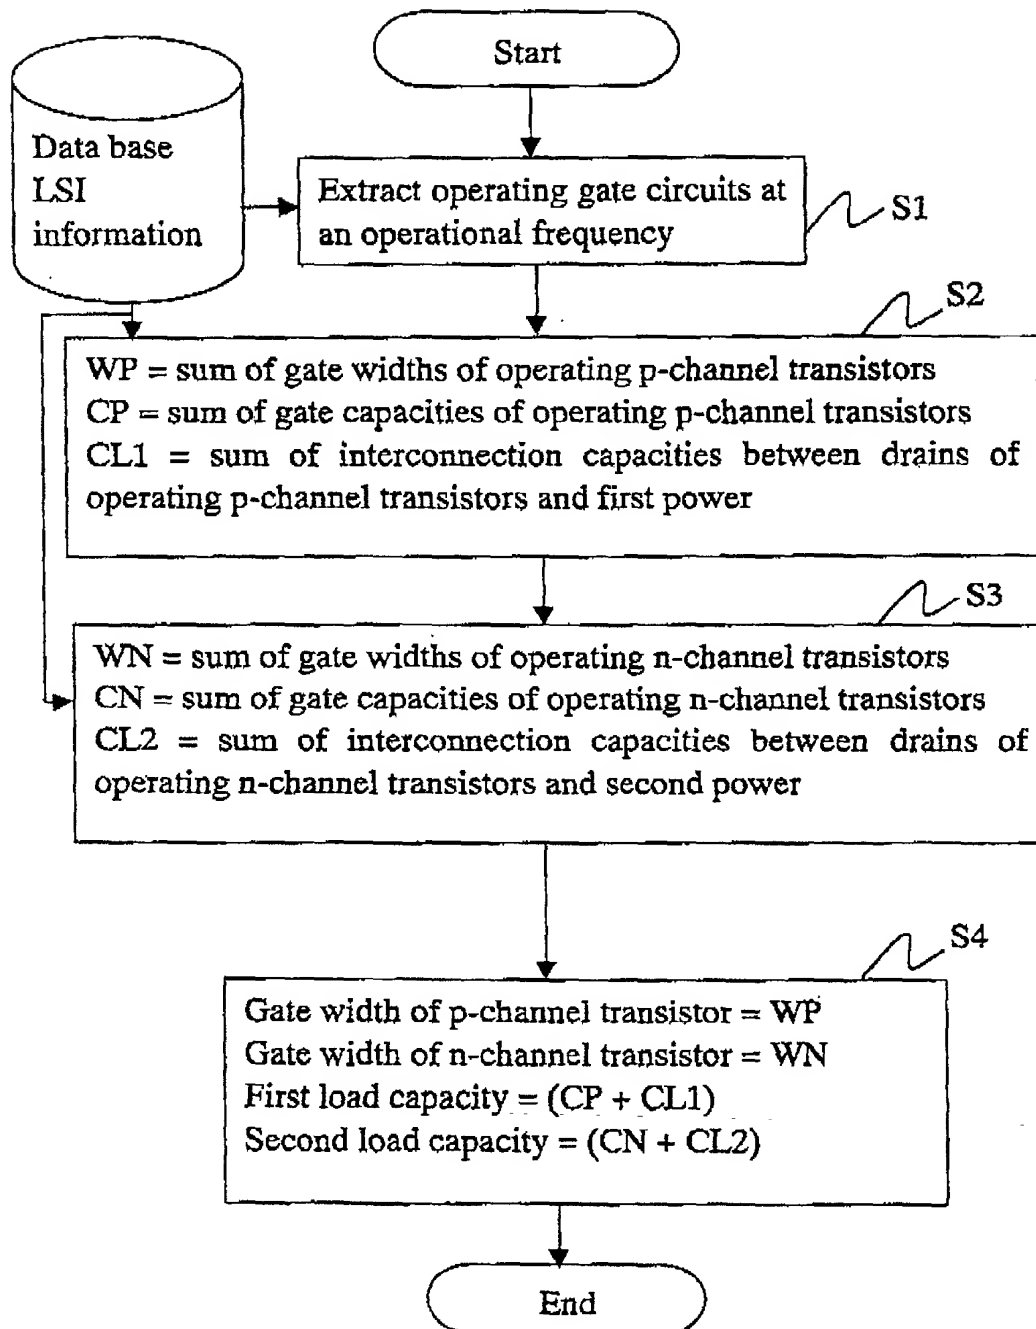 Start
Data base
LSI
information
Extract operating gate circuits at
an operational frequency
S1
S2
WP = sum of gate widths of operating p-channel transistors
CP = sum of gate capacities of operating p-channel transistors
CL1 = sum of interconnection capacities between drains of
operating p-channel transistors and first power
S3
WN = sum of gate widths of operating n-channel transistors
CN = sum of gate capacities of operating n-channel transistors
CL2 = sum of interconnection capacities between drains of
operating n-channel transistors and second power
S4
Gate width of p-channel transistor = WP
Gate width of n-channel transistor = WN
First load capacity = (CP + CL1)
Second load capacity = (CN + CL2)
End